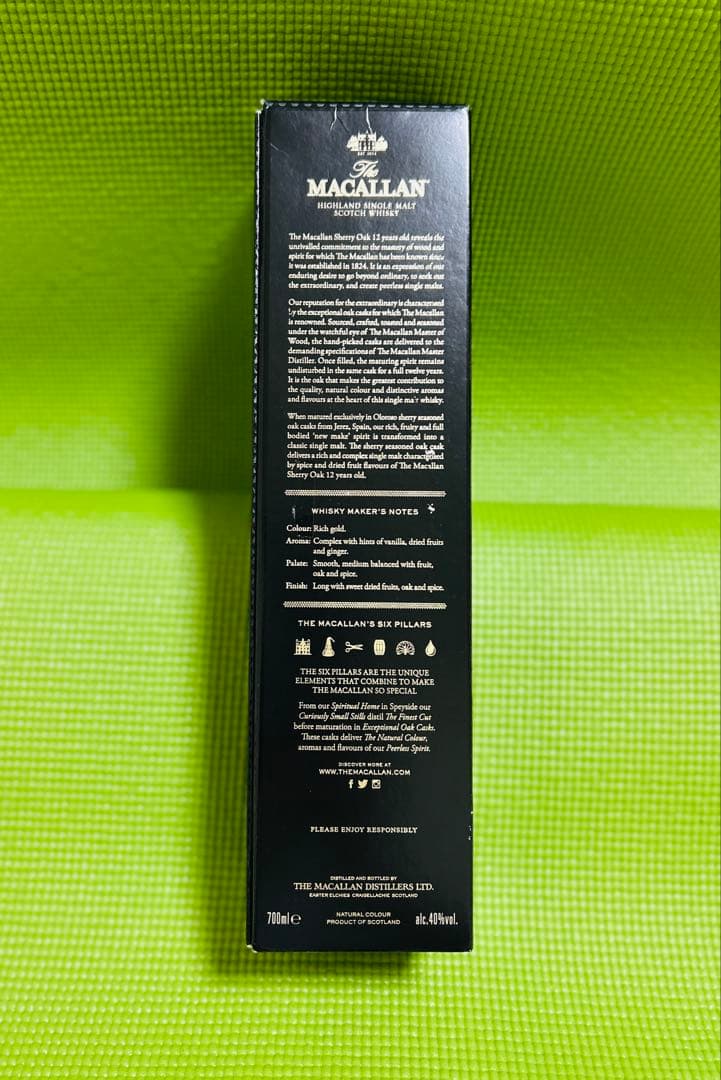 EST 1824
The
MACALLAN
HIGHLAND SINGLE MALT
SCOTCH WHISKY
The Macallan Sherry Oak 12 years old reveals the
unrivalled commitment to the mastery of wood and
spirit for which The Macallan has been known since
it was established in 1824. It is an expression of our
enduring desire to go beyond ordinary, to seek out
the extraordinary, and create peerless single malts.
Our reputation for the extraordinary is characterised
by the exceptional oak casks for which The Macallan
is renowned. Sourced, crafted, toasted and seasoned
under the watchful eye of The Macallan Master of
Wood, the hand-picked casks are delivered to the
demanding specifications of The Macallan Master
Distiller. Once filled, the maturing spirit remains
undisturbed in the same cask for a full twelve years.
It is the oak that makes the greatest contribution to
the quality, natural colour and distinctive aromas
and flavours at the heart of this single malt whisky.
When matured exclusively in Oloroso sherry seasoned
oak casks from Jerez, Spain, our rich, fruity and full
bodied 'new make' spirit is transformed into a
classic single malt. The sherry seasoned oak cask
delivers a rich and complex single malt characterised
by spice and dried fruit flavours of The Macallan
Sherry Oak 12 years old.
WHISKY MAKER'S NOTES
Colour: Rich gold.
Aroma: Complex with hints of vanilla, dried fruits
and ginger.
Palate: Smooth, medium balanced with fruit,
oak and spice.
Finish: Long with sweet dried fruits, oak and spice.
THE MACALLAN'S SIX PILLARS
THE SIX PILLARS ARE THE UNIQUE
ELEMENTS THAT COMBINE TO MAKE
THE MACALLAN SO SPECIAL
From our Spiritual Home in Speyside our
Curiously Small Stills distil The Finest Cut
before maturation in Exceptional Oak Casks.
These casks deliver The Natural Colour,
aromas and flavours of our Peerless Spirit.
DISCOVER MORE AT
WWW.THEMACALLAN.COM
PLEASE ENJOY RESPONSIBLY
DISTILLED AND BOTTLED BY
THE MACALLAN DISTILLERS LTD.
EASTER ELCHIES CRAIGELLACHIE SCOTLAND
700ml e NATURAL COLOUR alc.40%vol.
PRODUCT OF SCOTLAND